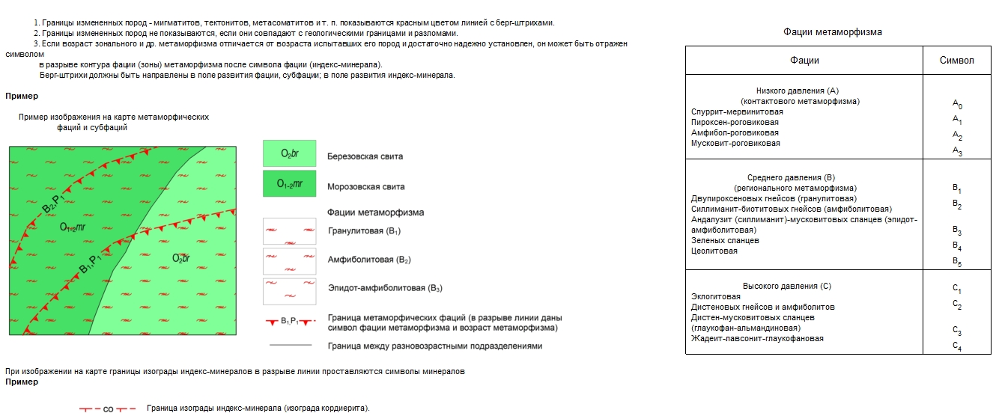 1. Границы измененных пород - мигматитов, тектонитов, метасоматитов и т. п. показываются красным цветом линией с берг-штрихами.
2. Границы измененных пород не показываются, если они совпадают с геологическими границами и разломами.
3. Если возраст зонального и др. метаморфизма отличается от возраста испытавших его пород и достаточно надежно установлен, он может быть отражен
символом
в разрыве контура фации (зоны) метаморфизма после символа фации (индекс-минерала).
Берг-штрихи должны быть направлены в поле развития фации, субфации; в поле развития индекс-минерала.
Пример
Пример изображения на карте метаморфических
фаций и субфаций
B₂,P₁
O₁₋₂mr
B₁,P₁
O₂br
O₂br
Березовская свита
O₁₋₂mr
Морозовская свита
Фации метаморфизма
Гранулитовая (B₁)
Амфиболитовая (B₂)
Эпидот-амфиболитовая (B₃)
B₁,P₁
Граница метаморфических фаций (в разрыве линии даны
символ фации метаморфизма и возраст метаморфизма)
Граница между разновозрастными подразделениями
При изображении на карте границы изограды индекс-минералов в разрыве линии проставляются символы минералов
Пример
со
Граница изограды индекс-минерала (изограда кордиерита).
Фации метаморфизма
Фации
Символ
Низкого давления (А)
(контактового метаморфизма)
Спуррит-мервинитовая
Пироксен-роговиковая
Амфибол-роговиковая
Мусковит-роговиковая
A₀
A₁
A₂
A₃
Среднего давления (В)
(регионального метаморфизма)
Двупироксеновых гнейсов (гранулитовая)
Силлиманит-биотитовых гнейсов (амфиболитовая)
Андалузит (силлиманит)-мусковитовых сланцев (эпидот-
амфиболитовая)
Зеленых сланцев
Цеолитовая
B₁
B₂
B₃
B₄
B₅
Высокого давления (С)
Эклогитовая
Дистеновых гнейсов и амфиболитов
Дистен-мусковитовых сланцев
(глаукофан-альмандиновая)
Жадеит-лавсонит-глаукофановая
C₁
C₂
C₃
C₄